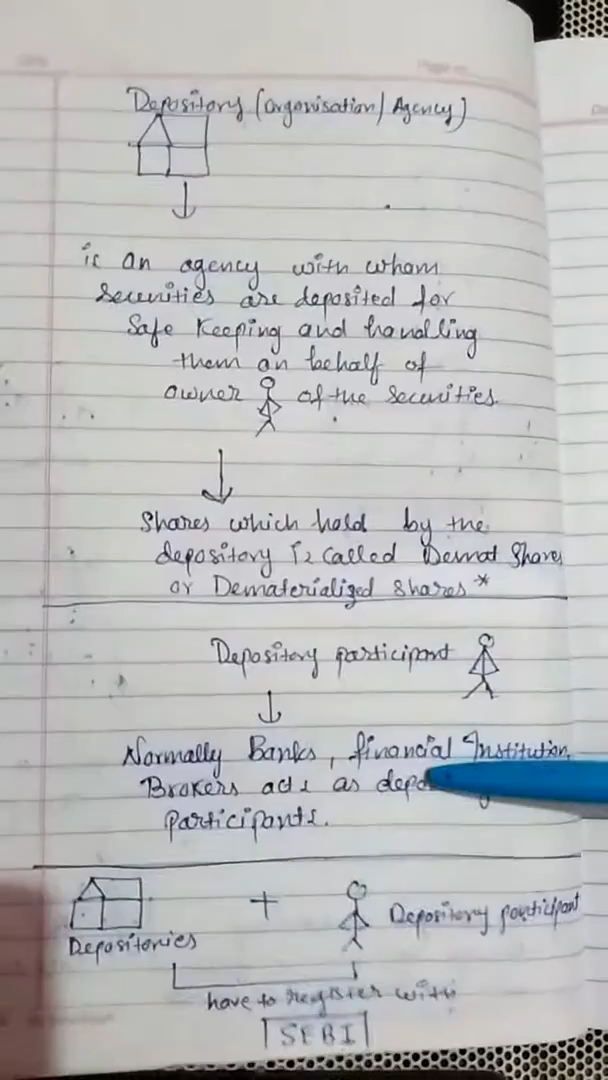 Depository (Organisation/Agency)
is an agency with whom
securities are deposited for
Safe Keeping and handling
them on behalf of
owner of the securities.
Shares which held by the
depository is called Demat Shares
or Dematerialized shares *
Depository participant
Normally Banks, financial Institution,
Brokers acts as
participants.
+
Depositories
Depository participant
have to register with
SEBI